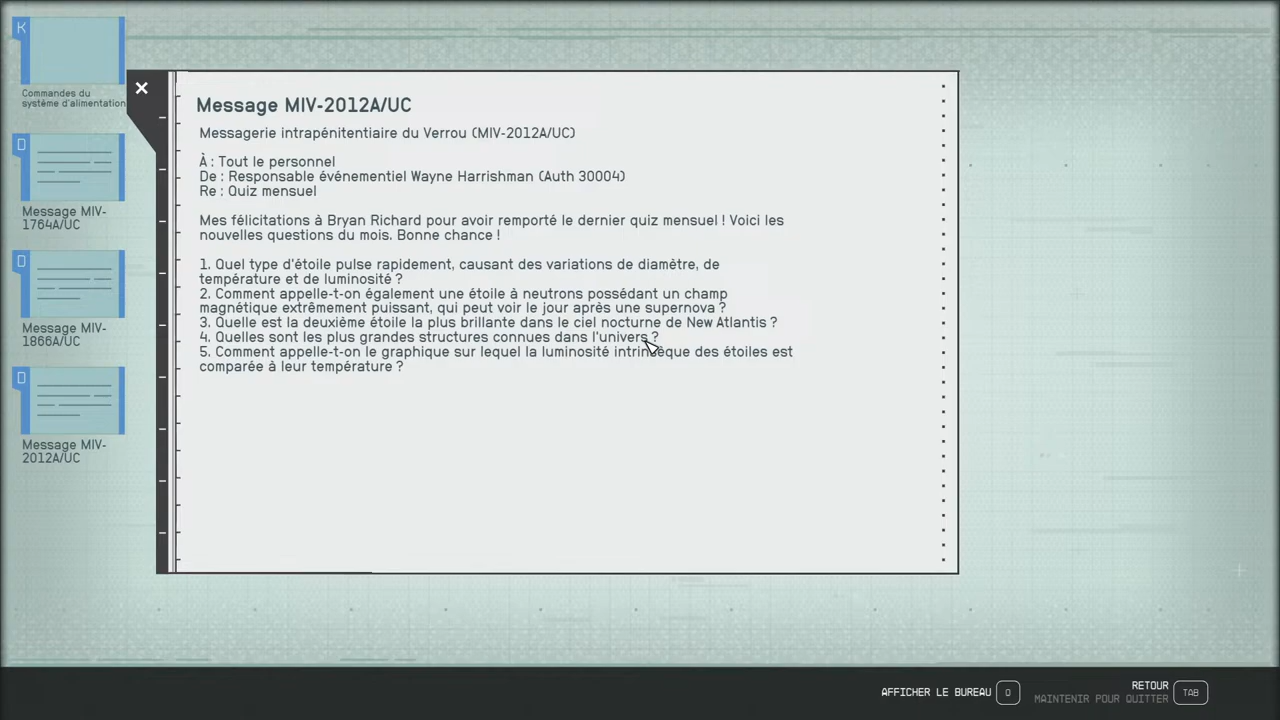 K
Commandes du
système d'alimentation
D
Message MIV-
1764A/UC
D
Message MIV-
1866A/UC
D
Message MIV-
2012A/UC
×
Message MIV-2012A/UC
Messagerie intrapénitentiaire du Verrou (MIV-2012A/UC)
À : Tout le personnel
De : Responsable événementiel Wayne Harrishman (Auth 30004)
Re : Quiz mensuel
Mes félicitations à Bryan Richard pour avoir remporté le dernier quiz mensuel ! Voici les
nouvelles questions du mois. Bonne chance !
1. Quel type d'étoile pulse rapidement, causant des variations de diamètre, de
température et de luminosité ?
2. Comment appelle-t-on également une étoile à neutrons possédant un champ
magnétique extrêmement puissant, qui peut voir le jour après une supernova ?
3. Quelle est la deuxième étoile la plus brillante dans le ciel nocturne de New Atlantis ?
4. Quelles sont les plus grandes structures connues dans l'univers ?
5. Comment appelle-t-on le graphique sur lequel la luminosité intrinsèque des étoiles est
comparée à leur température ?
AFFICHER LE BUREAU O
RETOUR TAB
MAINTENIR POUR QUITTER